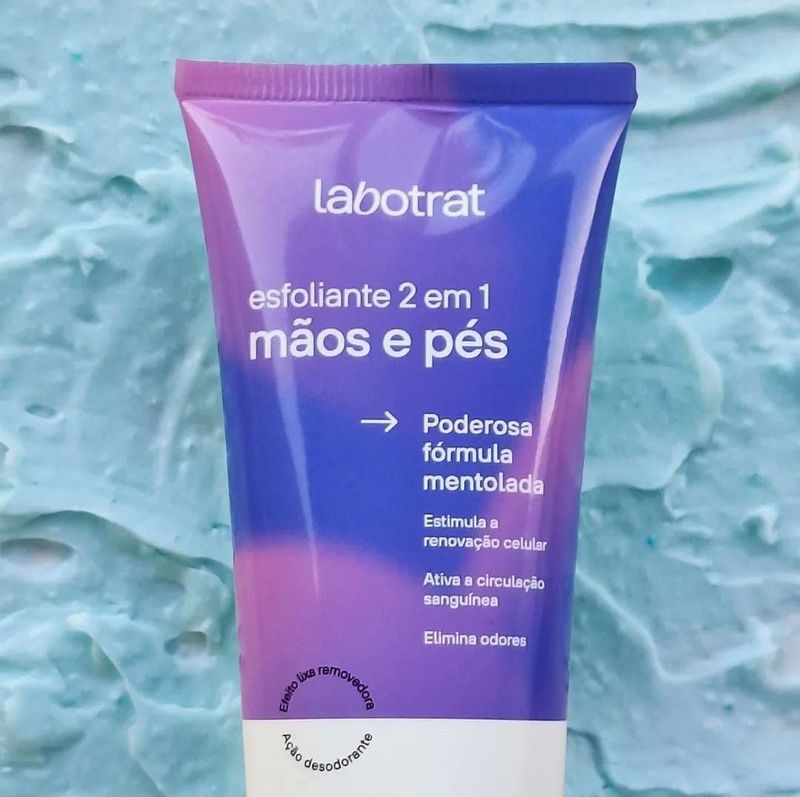 labotrat
esfoliante 2 em 1
mãos e pés
→ Poderosa
fórmula
mentolada
Estimula a
renovação celular
Ativa a circulação
sanguínea
Elimina odores
Efeito lixa removedora
Ação desodorante